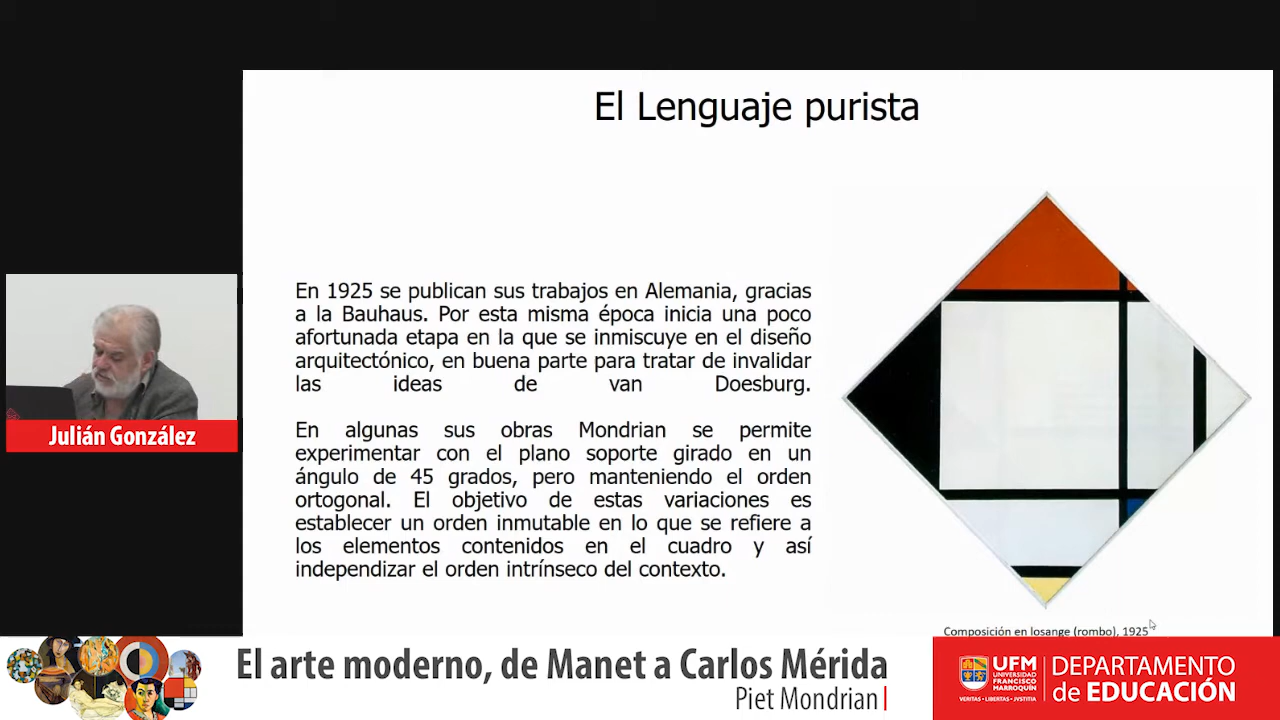 El Lenguaje purista
En 1925 se publican sus trabajos en Alemania, gracias
a la Bauhaus. Por esta misma época inicia una poco
afortunada etapa en la que se inmiscuye en el diseño
arquitectónico, en buena parte para tratar de invalidar
las ideas de van Doesburg.
En algunas sus obras Mondrian se permite
experimentar con el plano soporte girado en un
ángulo de 45 grados, pero manteniendo el orden
ortogonal. El objetivo de estas variaciones es
establecer un orden inmutable en lo que se refiere a
los elementos contenidos en el cuadro y así
independizar el orden intrínseco del contexto.
Composición en losange (rombo), 1925
Julián González
El arte moderno, de Manet a Carlos Mérida
Piet Mondrian
UFM
UNIVERSIDAD
FRANCISCO
MARROQUÍN
VERITAS · LIBERTAS · JVSTITIA
DEPARTAMENTO
de EDUCACIÓN